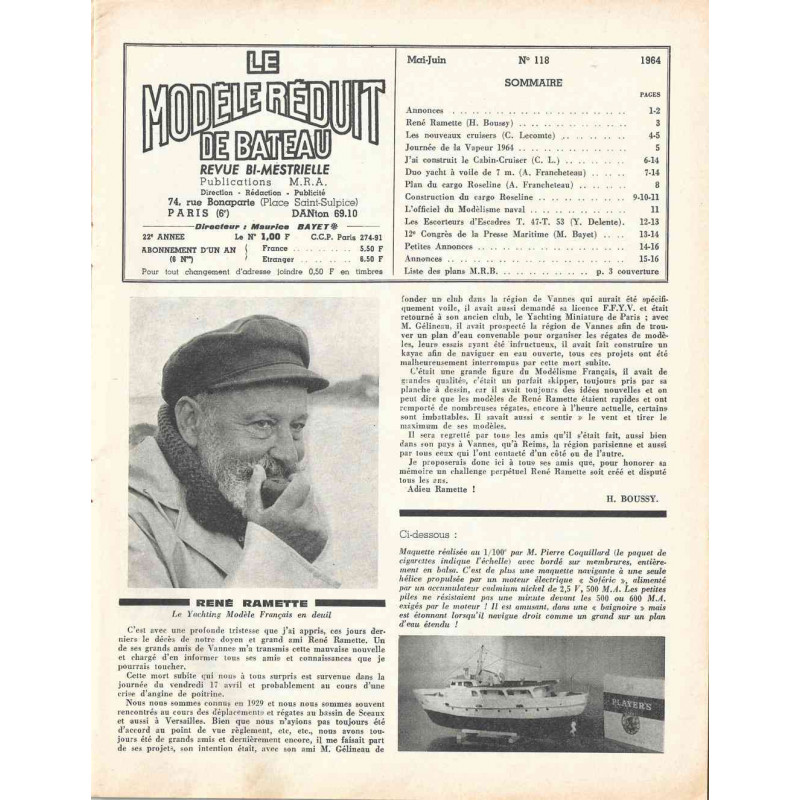 LE
MODÈLE RÉDUIT
DE BATEAU
REVUE BI-MESTRIELLE
Publications M.R.A.
Direction - Rédaction - Publicité
74, rue Bonaparte (Place Saint-Sulpice)
PARIS (6e) DANton 69.10
Directeur : Maurice BAYET
22e ANNEE Le No 1,00 F C.C.P. Paris 274-91
ABONNEMENT D'UN AN ( France ...... 5,50 F
(6 Nos) ( Etranger ...... 6,50 F
Pour tout changement d'adresse joindre 0,50 F en timbres
Mai-Juin N° 118 1964
SOMMAIRE
PAGES
Annonces .................. 1-2
René Ramette (H. Boussy) .......... 3
Les nouveaux cruisers (C. Lecomte) ...... 4-5
Journée de la Vapeur 1964 .......... 5
J'ai construit le Cabin-Cruiser (C. L.) ...... 6-14
Duo yacht à voile de 7 m. (A. Francheteau) .... 7-14
Plan du cargo Roseline (A. Francheteau) ...... 8
Construction du cargo Roseline ........ 9-10-11
L'officiel du Modèlisme naval ........ 11
Les Escorteurs d'Escadres T. 47-T. 53 (Y. Delente). 12-13
12e Congrès de la Presse Maritime (M. Bayet) .. 13-14
Petites Annonces .............. 14-16
Annonces .................. 15-16
Liste des plans M.R.B. .......... p. 3 couverture
RENÉ RAMETTE
Le Yachting Modèle Français en deuil
C'est avec une profonde tristesse que j'ai appris, ces jours der-
niers le décès de notre doyen et grand ami René Ramette. Un
de ses grands amis de Vannes m'a transmis cette mauvaise nouvelle
et chargé d'en informer tous ses amis et connaissances que je
pourrais toucher.
Cette mort subite qui nous à tous surpris est survenue dans la
journée du vendredi 17 avril et probablement au cours d'une
crise d'angine de poitrine.
Nous nous sommes connus en 1929 et nous nous sommes souvent
rencontrés au cours des déplacements et régates au bassin de Sceaux
et aussi à Versailles. Bien que nous n'ayions pas toujours été
d'accord au point de vue règlement, etc, etc., nous avons tou-
jours été de grands amis et dernièrement encore, il me faisait part
de ses projets, son intention était, avec son ami M. Gélineau de
fonder un club dans la région de Vannes qui aurait été spécifi-
quement voile, il avait aussi demandé sa licence F.F.Y.V. et était
retourné à son ancien club, le Yachting Miniature de Paris ; avec
M. Gélineau, il avait prospecté la région de Vannes afin de trou-
ver un plan d'eau convenable pour organiser les régates de modè-
les, leurs essais ayant été infructueux, il avait fait construire un
kayac afin de naviguer en eau ouverte, tous ces projets ont été
malheureusement interrompus par cette mort subite.
C'était une grande figure du Modélisme Français, il avait de
grandes qualités, c'était un parfait skipper, toujours pris par sa
planche à dessin, car il avait toujours des idées nouvelles et on
peut dire que les modèles de René Ramette étaient rapides et ont
remporté de nombreuses régates, encore à l'heure actuelle, certains
sont imbattables. Il savait aussi « sentir » le vent et tirer le
maximum de ses modèles.
Il sera regretté par tous les amis qu'il s'était fait, aussi bien
dans son pays à Vannes, qu'à Reims, la région parisienne et aussi
par tous ceux qui l'ont contacté d'un côté ou de l'autre.
Je proposerais donc ici à tous ses amis que, pour honorer sa
mémoire un challenge perpétuel René Ramette soit créé et disputé
tous les ans.
Adieu Ramette !
H. BOUSSY.
Ci-dessous :
Maquette réalisée au 1/100e par M. Pierre Coquillard (le paquet de
cigarettes indique l'échelle) avec bordé sur membrures, entière-
ment en balsa. C'est de plus une maquette navigante à une seule
hélice propulsée par un moteur électrique « Saféric », alimenté
par un accumulateur cadmium nickel de 2,5 V, 500 M.A. Les petites
piles ne résistaient pas une minute devant les 500 ou 600 M.A.
exigés par le moteur ! Il est amusant, dans une « baignoire » mais
est étonnant lorsqu'il navigue droit comme un grand sur un plan
d'eau étendu !
PLAYER'S